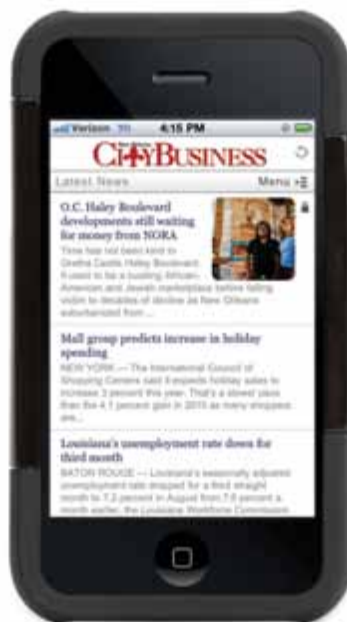 Verizon 3G 4:15 PM
New Orleans
CITYBUSINESS
Latest News
Menu
O.C. Haley Boulevard
developments still waiting
for money from NORA
Time has not been kind to
Oretha Castle Haley Boulevard.
It used to be a bustling African-
American and Jewish marketplace before falling
victim to decades of decline as New Orleans
suburbanized from ...
Mall group predicts increase in holiday
spending
NEW YORK — The International Council of
Shopping Centers said it expects holiday sales to
increase 3 percent this year. That's a slower pace
than the 4.1 percent gain in 2010 as many shoppers
are...
Louisiana's unemployment rate down for
third month
BATON ROUGE — Louisiana's seasonally adjusted
unemployment rate dropped for a third straight
month to 7.2 percent in August from 7.6 percent a
month earlier, the Louisiana Workforce Commission